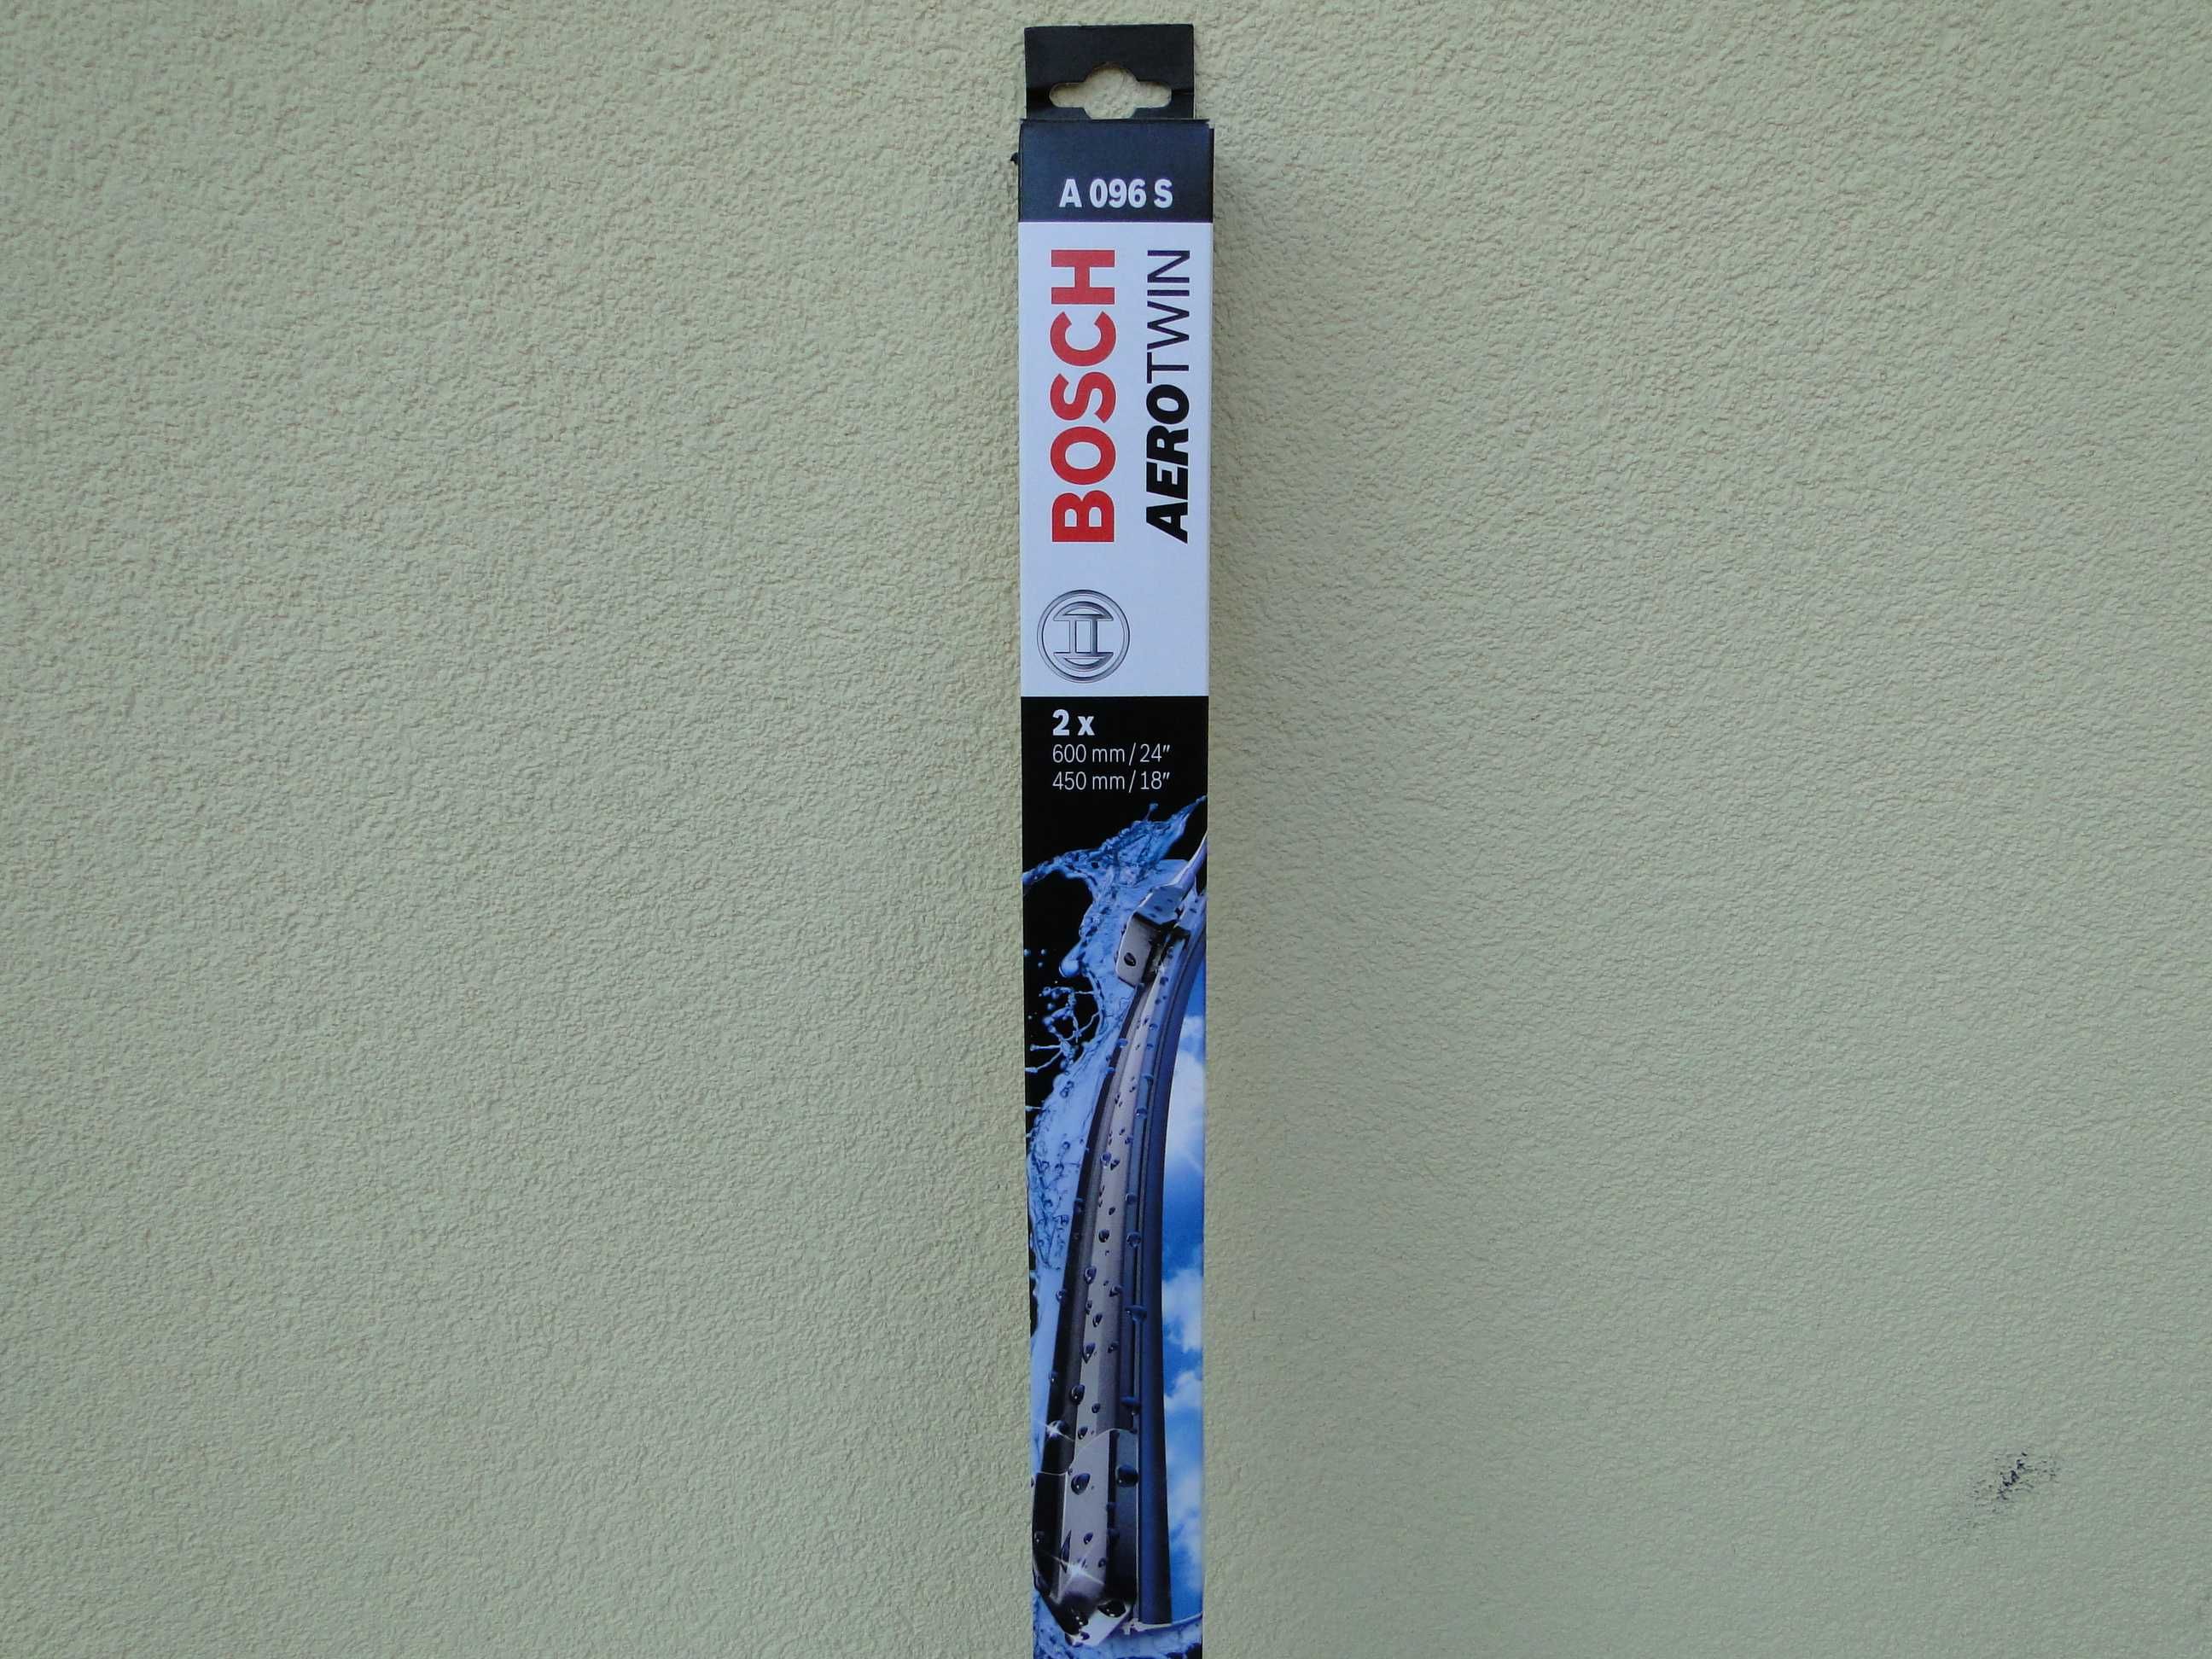 A 096 S
BOSCH
AEROTWIN
2 x
600 mm / 24"
450 mm / 18"